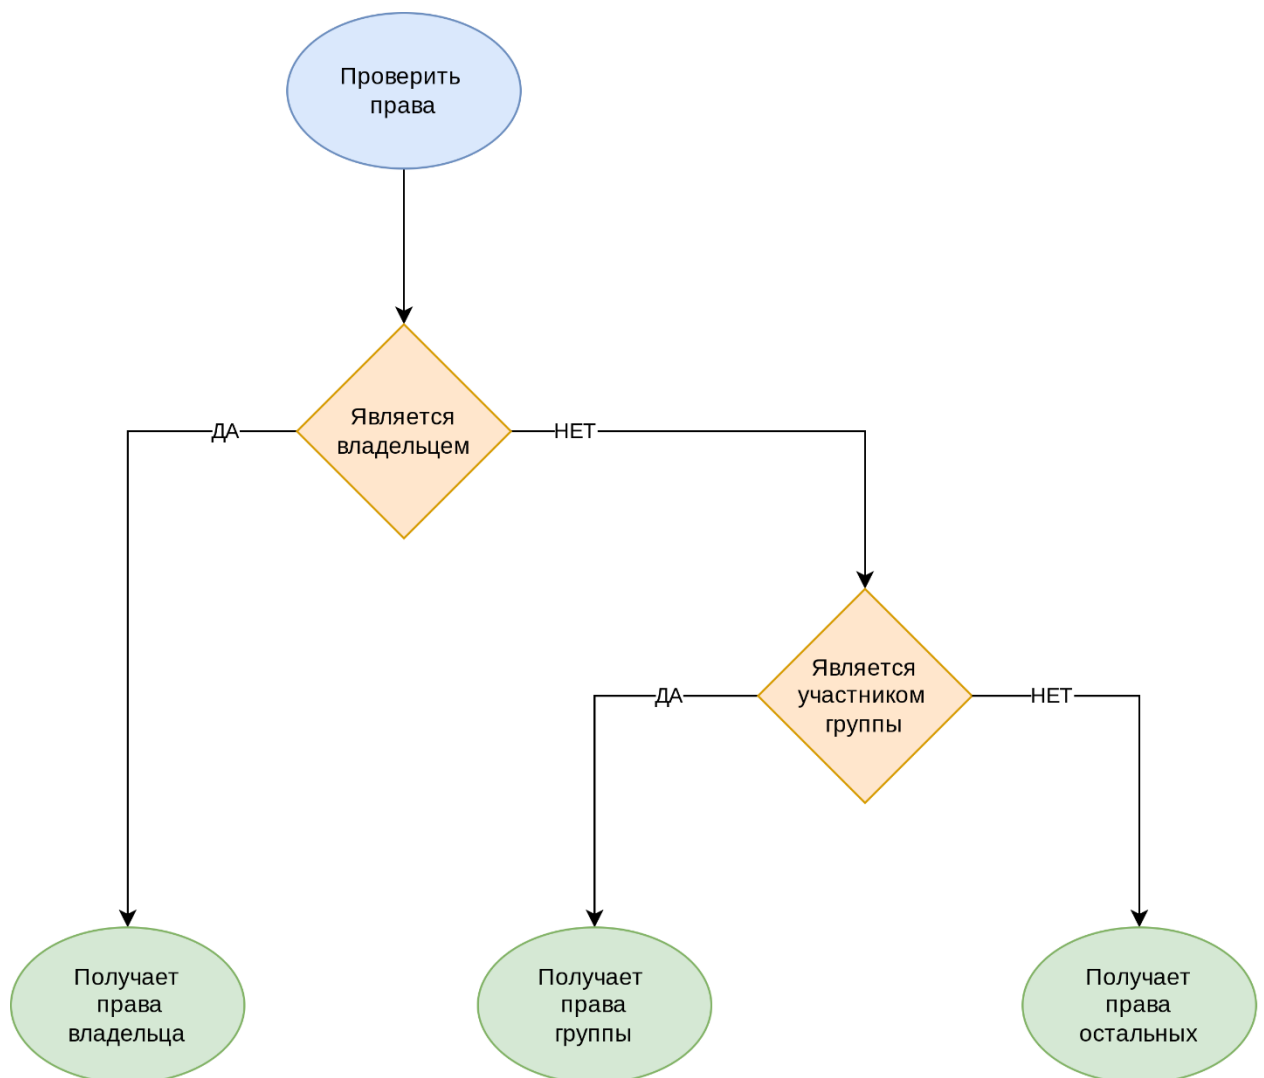 Проверить
права
Является
владельцем
ДА
НЕТ
Является
участником
группы
ДА
НЕТ
Получает
права
владельца
Получает
права
группы
Получает
права
остальных